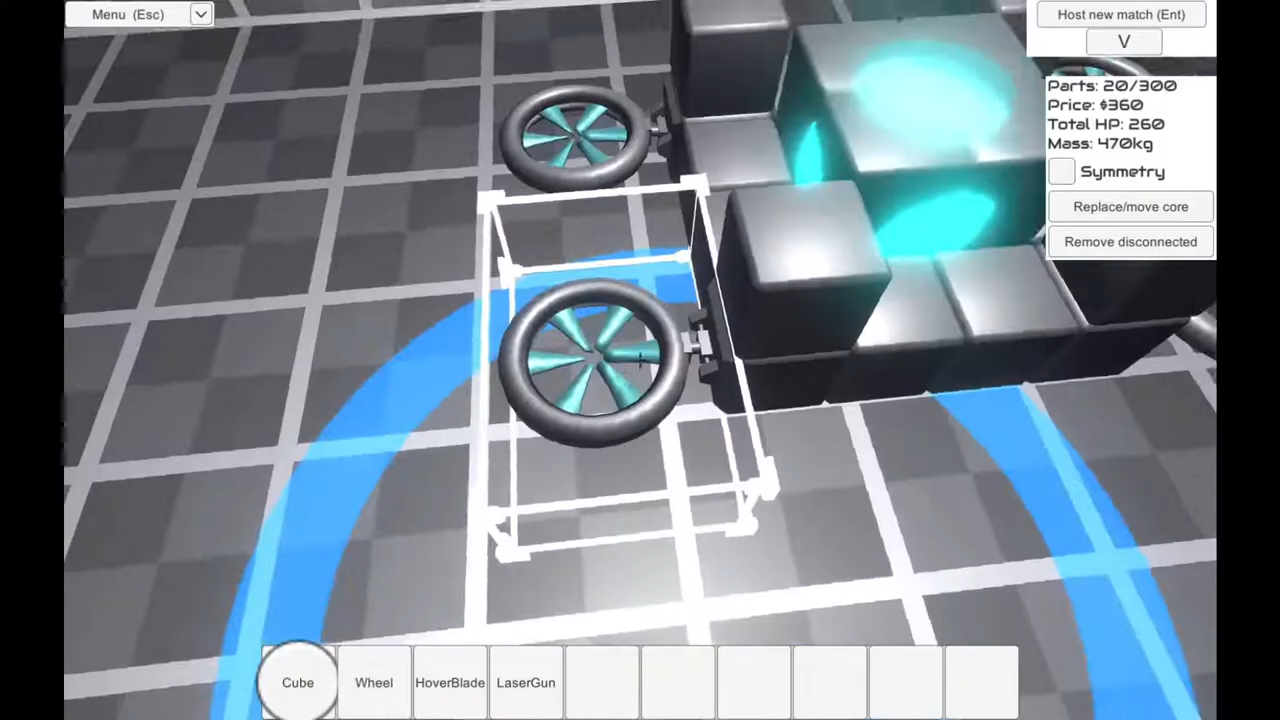 Menu (Esc)
Host new match (Ent)
V
Parts: 20/300
Price: $360
Total HP: 260
Mass: 470kg
Symmetry
Replace/move core
Remove disconnected
Cube
Wheel
HoverBlade
LaserGun